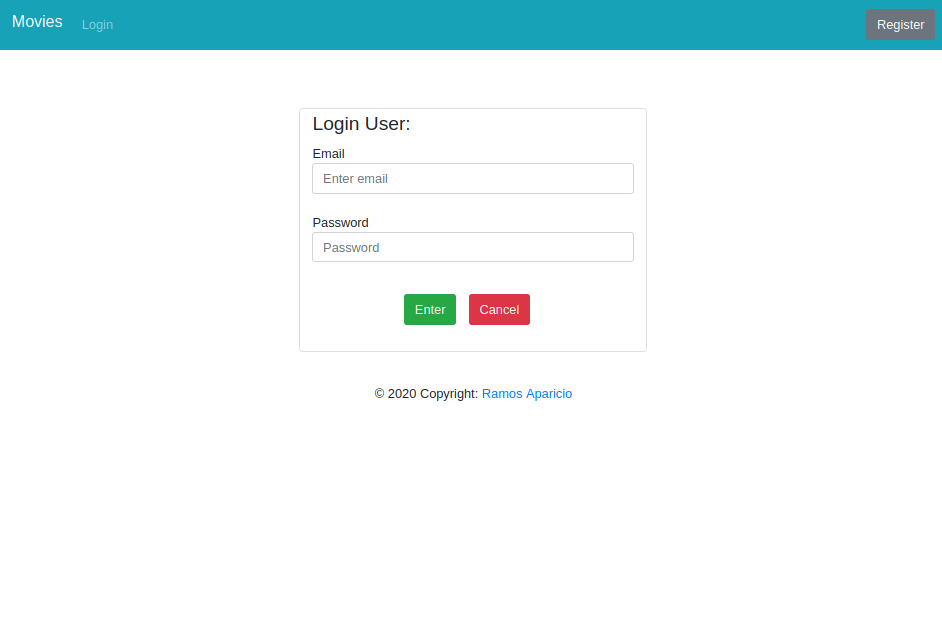 Movies Login Register
Login User:
Email
Enter email
Password
Password
Enter Cancel
© 2020 Copyright: Ramos Aparicio